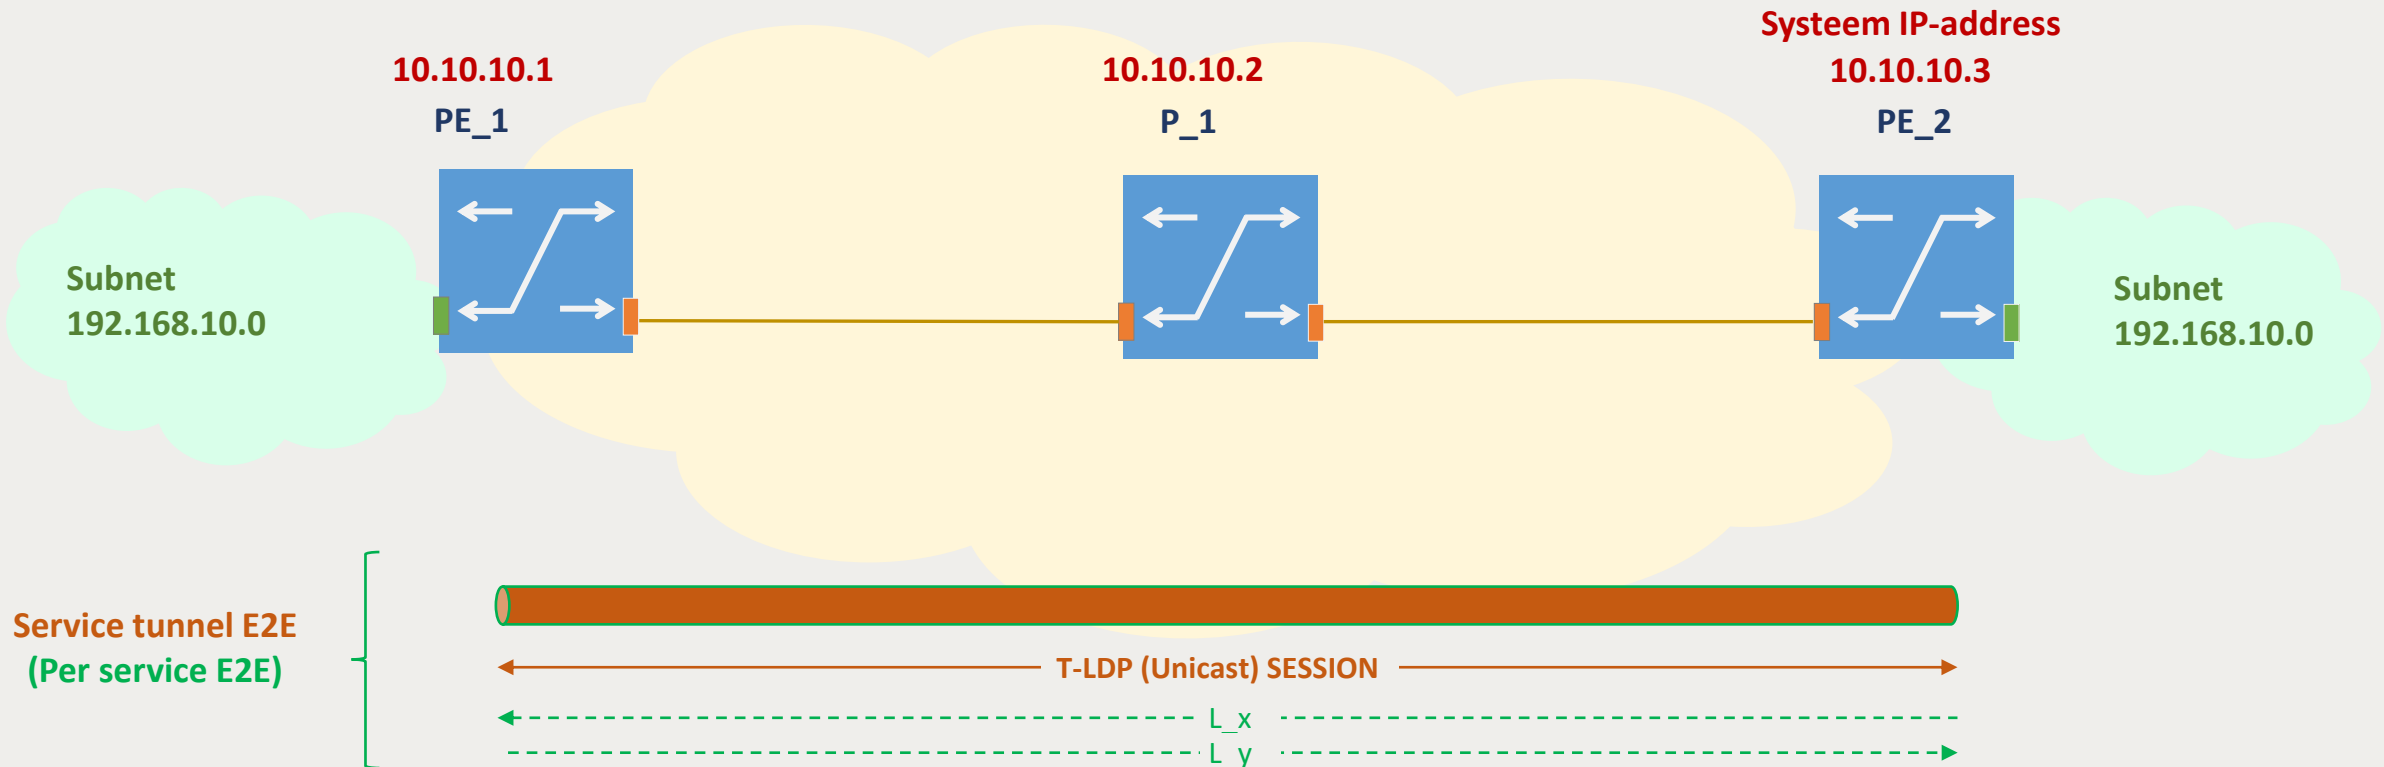 Systeem IP-address
10.10.10.1
10.10.10.2
10.10.10.3
PE_1
P_1
PE_2
Subnet
192.168.10.0
Subnet
192.168.10.0
Service tunnel E2E
(Per service E2E)
T-LDP (Unicast) SESSION
L_x
L_y